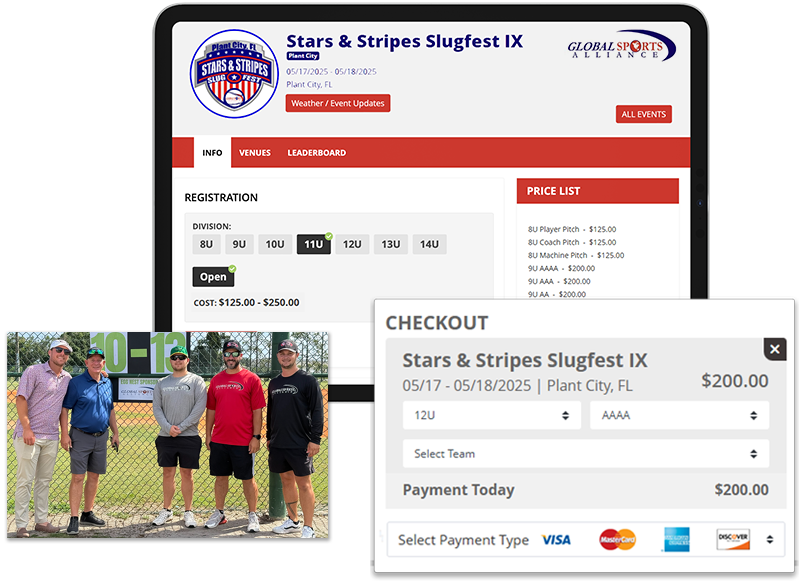 Plant City, FL
STARS & STRIPES
SLUG FEST
Stars & Stripes Slugfest IX
Plant City
05/17/2025 - 05/18/2025
Plant City, FL
Weather / Event Updates
GLOBAL SPORTS
ALLIANCE
ALL EVENTS
INFO VENUES LEADERBOARD
REGISTRATION
DIVISION:
8U 9U 10U 11U 12U 13U 14U
Open
COST: $125.00 - $250.00
PRICE LIST
8U Player Pitch - $125.00
8U Coach Pitch - $125.00
8U Machine Pitch - $125.00
9U AAAA - $200.00
9U AAA - $200.00
9U AA - $200.00
10-13
GLOBAL SPORTS
CHECKOUT
Stars & Stripes Slugfest IX
05/17 - 05/18/2025 | Plant City, FL
$200.00
12U AAAA
Select Team
Payment Today $200.00
Select Payment Type VISA MasterCard AMERICAN EXPRESS DISCOVER